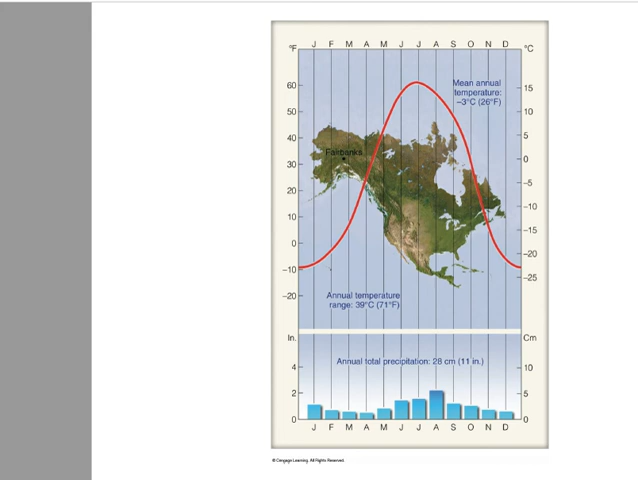 J F M A M J J A S O N D
°F °C
60
50
40
30
20
10
0
–10
–20
15
10
5
0
–5
–10
–15
–20
–25
Mean annual
temperature:
–3°C (26°F)
Fairbanks
Annual temperature
range: 39°C (71°F)
In. Cm
Annual total precipitation: 28 cm (11 in.)
4
2
0
10
5
0
J F M A M J J A S O N D
© Cengage Learning. All Rights Reserved.